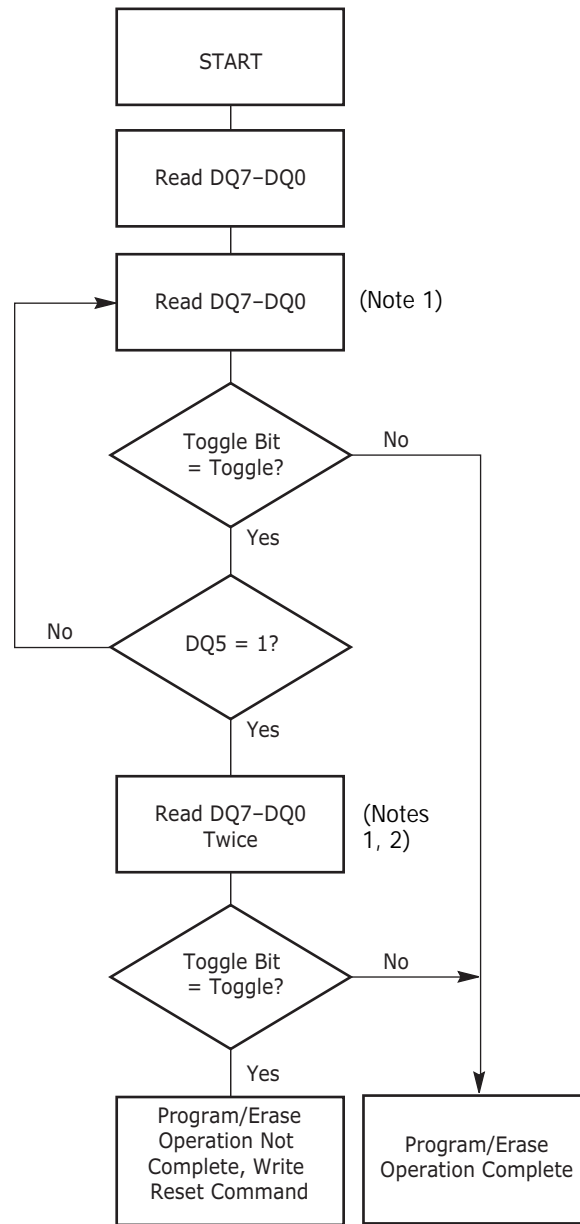 START
Read DQ7–DQ0
Read DQ7–DQ0
(Note 1)
Toggle Bit
= Toggle?
No
Yes
No
DQ5 = 1?
Yes
Read DQ7–DQ0
Twice
(Notes
1, 2)
Toggle Bit
= Toggle?
No
Yes
Program/Erase
Operation Not
Complete, Write
Reset Command
Program/Erase
Operation Complete